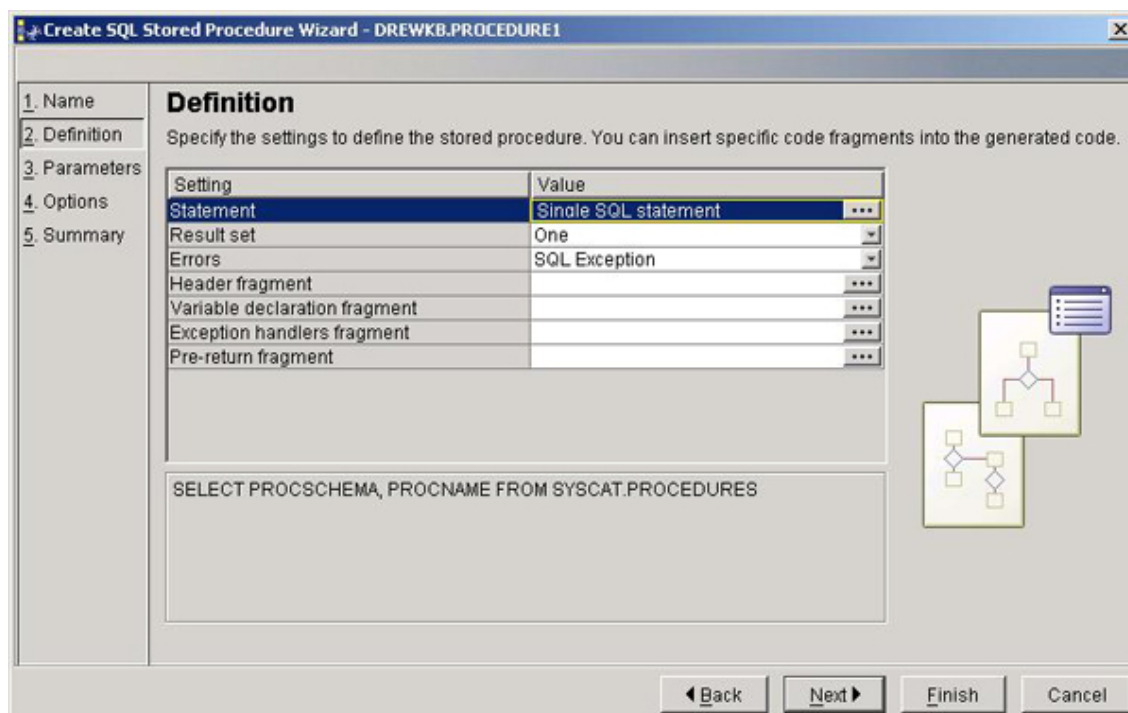 Create SQL Stored Procedure Wizard - DREWKB.PROCEDURE1
1. Name
2. Definition
3. Parameters
4. Options
5. Summary
Definition
Specify the settings to define the stored procedure. You can insert specific code fragments into the generated code.
Setting Value
Statement Single SQL statement ...
Result set One
Errors SQL Exception
Header fragment ...
Variable declaration fragment ...
Exception handlers fragment ...
Pre-return fragment ...
SELECT PROCSCHEMA, PROCNAME FROM SYSCAT.PROCEDURES
Back Next Finish Cancel